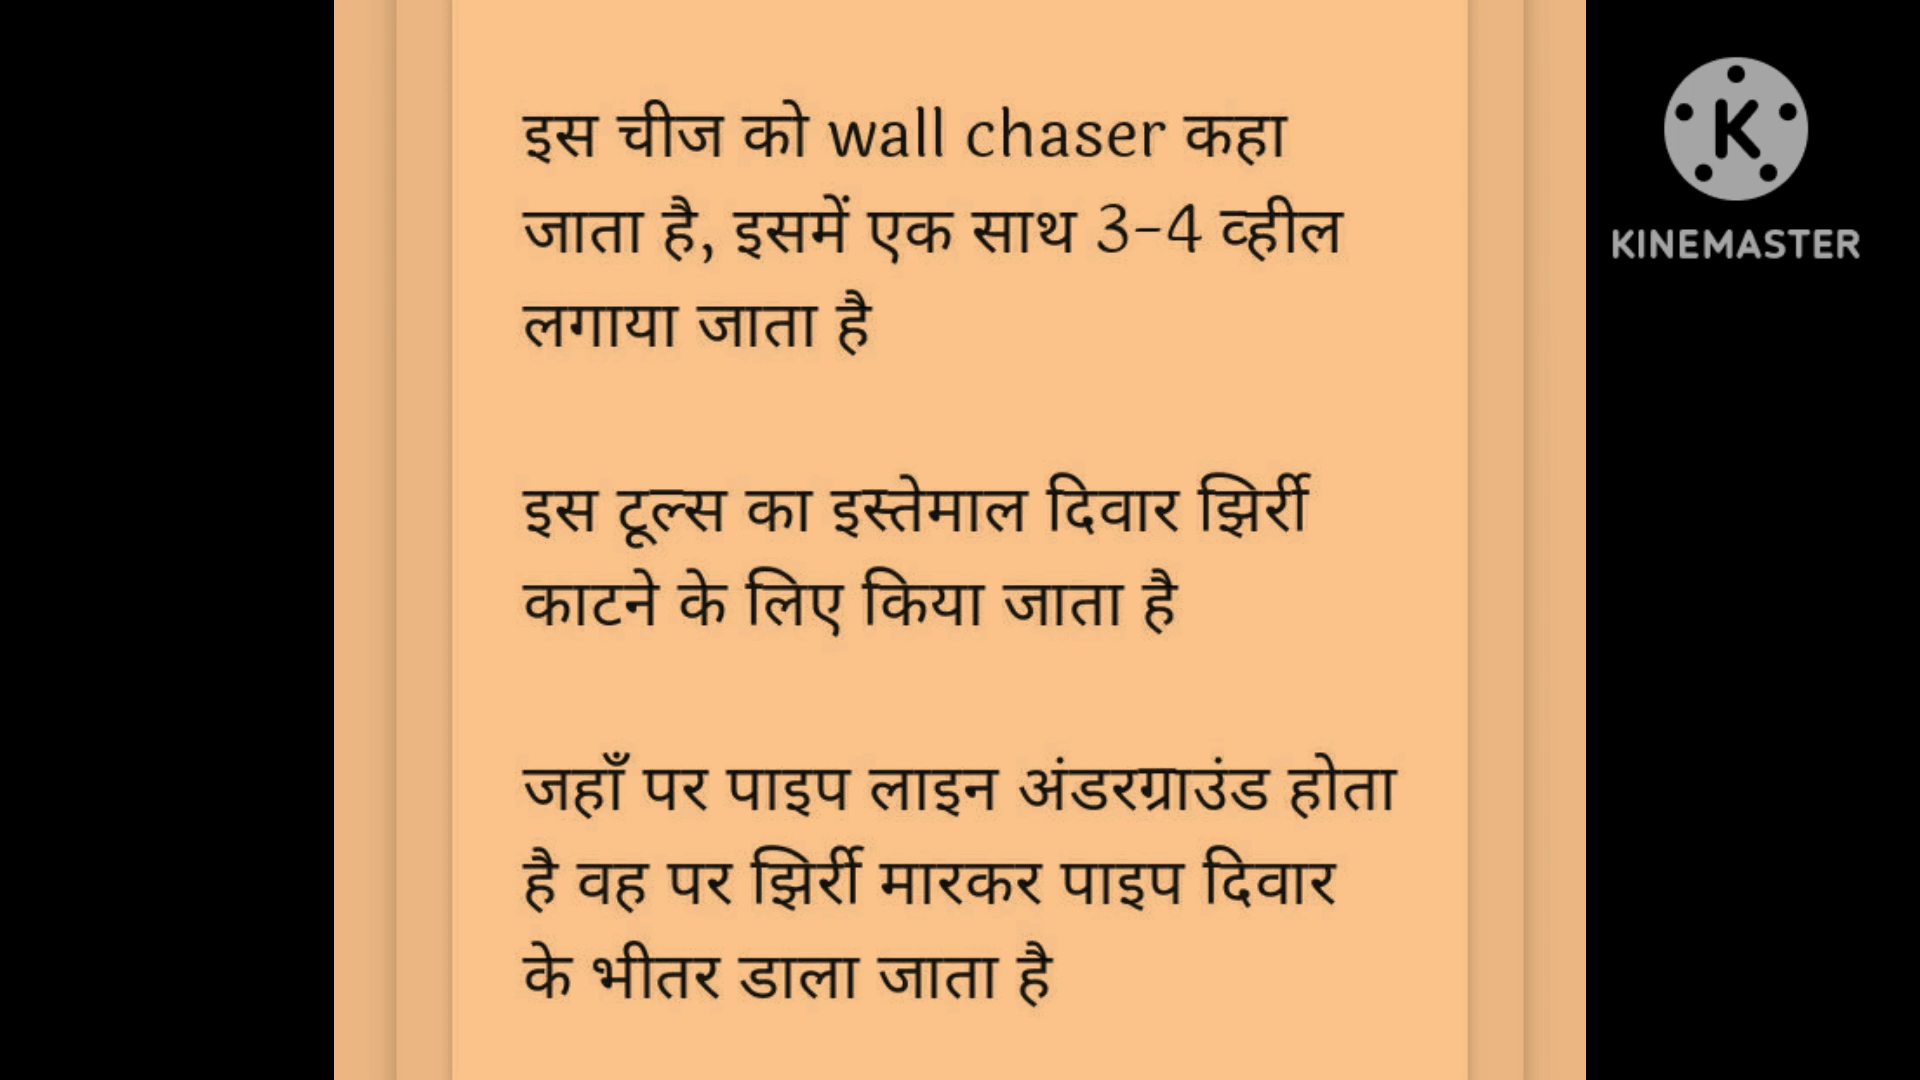 इस चीज को wall chaser कहा
जाता है, इसमें एक साथ 3-4 व्हील
लगाया जाता है
इस टूल्स का इस्तेमाल दिवार झिर्री
काटने के लिए किया जाता है
जहाँ पर पाइप लाइन अंडरग्राउंड होता
है वह पर झिर्री मारकर पाइप दिवार
के भीतर डाला जाता है
K
KINEMASTER